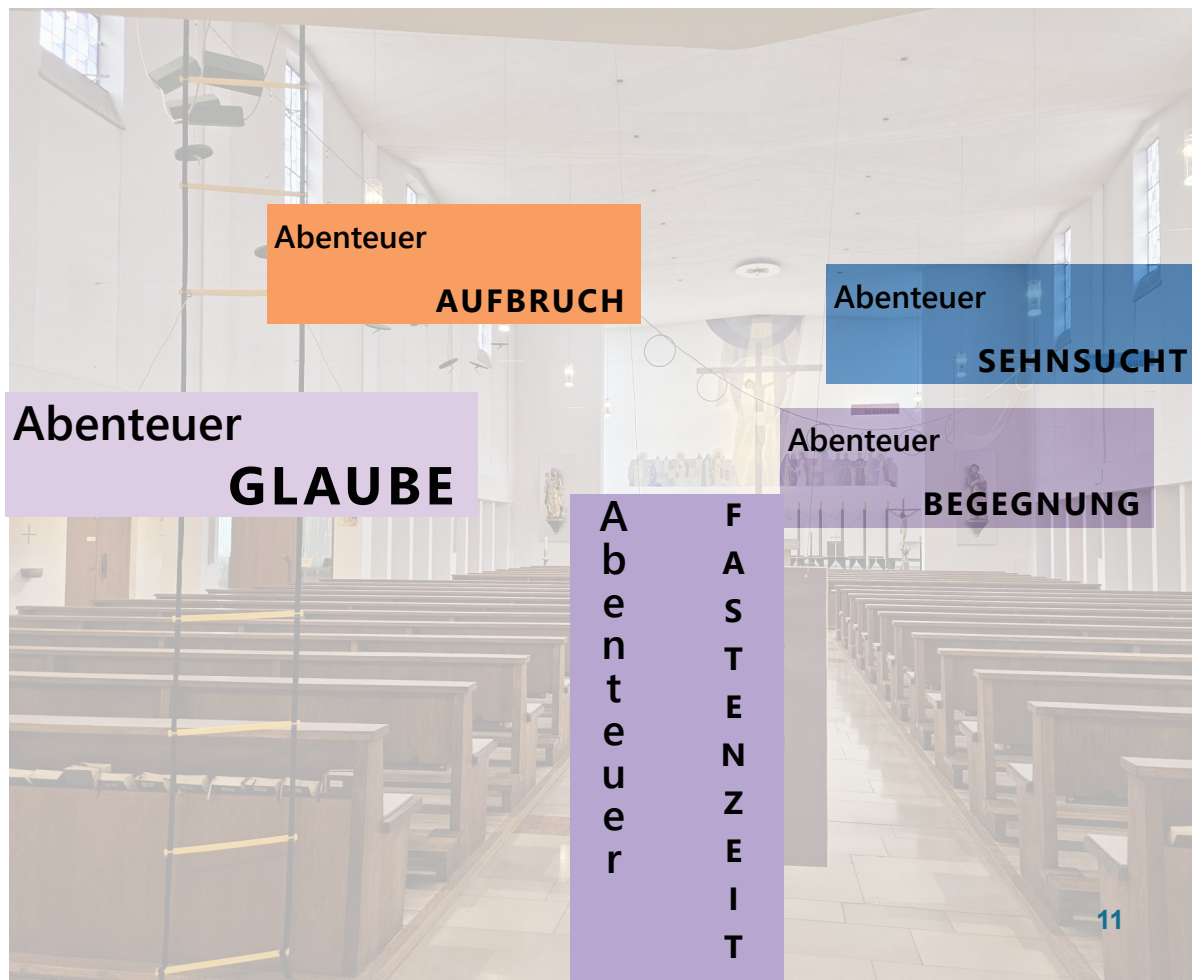 Abenteuer
AUFBRUCH
Abenteuer
SEHNSUCHT
Abenteuer
GLAUBE
Abenteuer
BEGEGNUNG
Abenteuer
FASTENZEIT
11